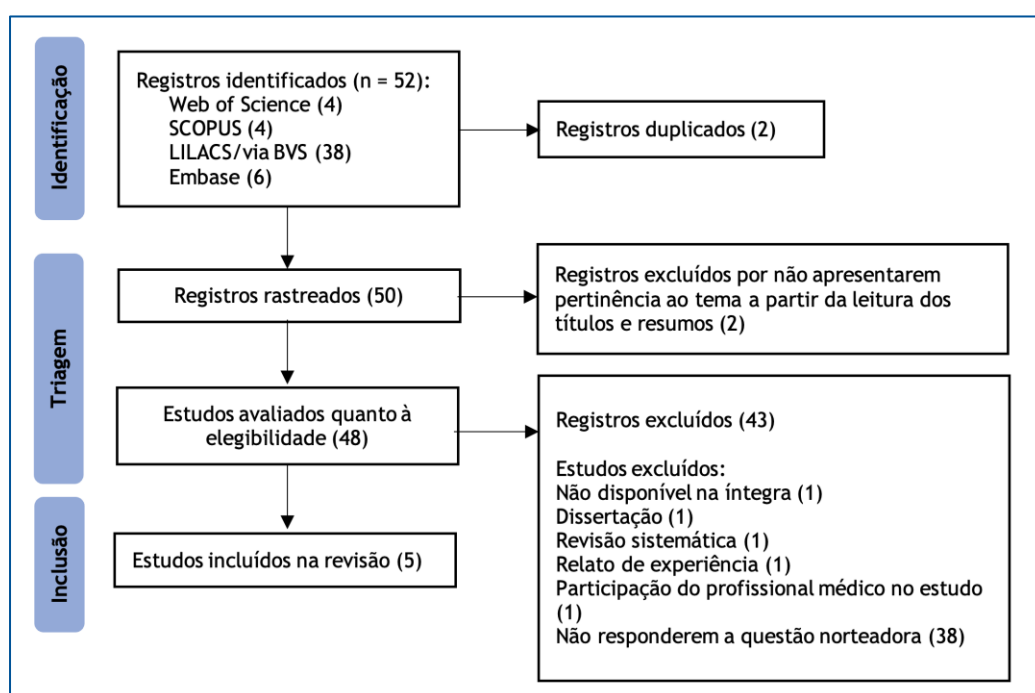 Identificação
Registros identificados (n = 52):
Web of Science (4)
SCOPUS (4)
LILACS/via BVS (38)
Embase (6)
Registros duplicados (2)
Triagem
Registros rastreados (50)
Registros excluídos por não apresentarem
pertinência ao tema a partir da leitura dos
títulos e resumos (2)
Estudos avaliados quanto à
elegibilidade (48)
Registros excluídos (43)
Estudos excluídos:
Não disponível na íntegra (1)
Dissertação (1)
Revisão sistemática (1)
Relato de experiência (1)
Participação do profissional médico no estudo
(1)
Não responderem a questão norteadora (38)
Inclusão
Estudos incluídos na revisão (5)